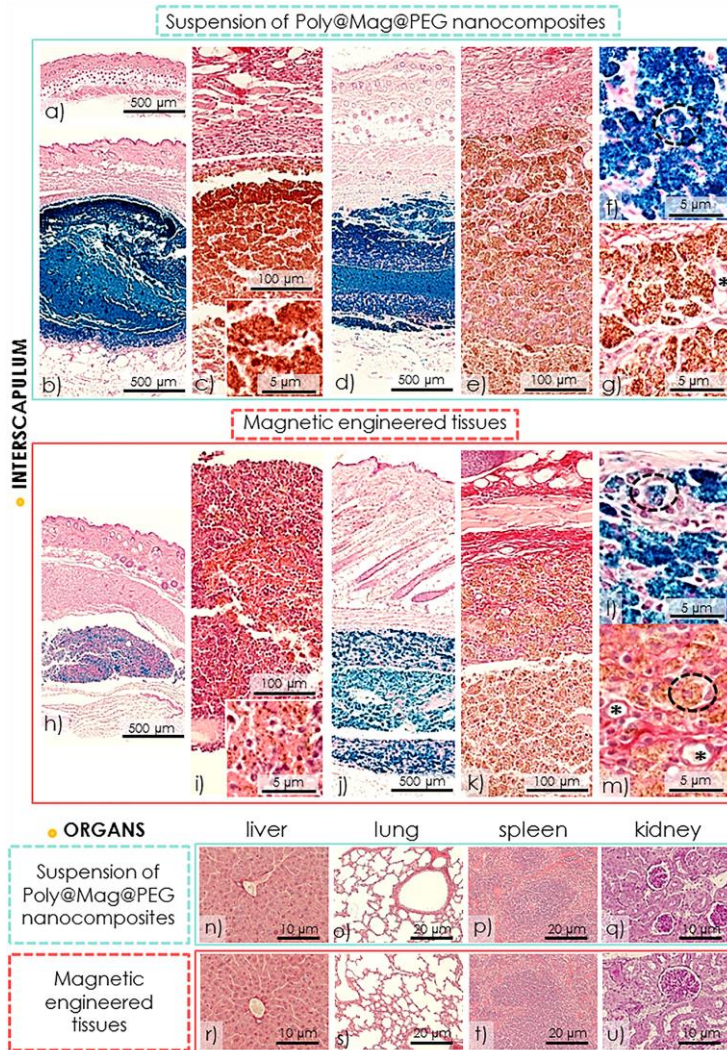 Suspension of Poly@Mag@PEG nanocomposites
a)
500 µm
b)
500 µm
c)
100 µm
5 µm
d)
500 µm
e)
100 µm
f)
5 µm
*
g)
5 µm
INTERSCAPULUM
Magnetic engineered tissues
h)
500 µm
i)
100 µm
5 µm
j)
500 µm
k)
100 µm
l)
5 µm
*
*
m)
5 µm
ORGANS
liver lung spleen kidney
Suspension of
Poly@Mag@PEG
nanocomposites
n) 10 µm o) 20 µm p) 20 µm q) 10 µm
Magnetic
engineered
tissues
r) 10 µm s) 20 µm t) 20 µm u) 10 µm